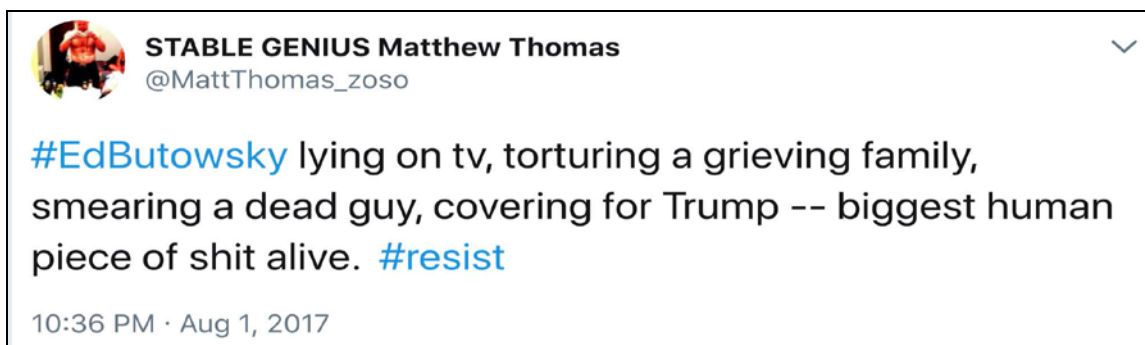 STABLE GENIUS Matthew Thomas
@MattThomas_zoso
#EdButowsky lying on tv, torturing a grieving family,
smearing a dead guy, covering for Trump -- biggest human
piece of shit alive. #resist
10:36 PM · Aug 1, 2017